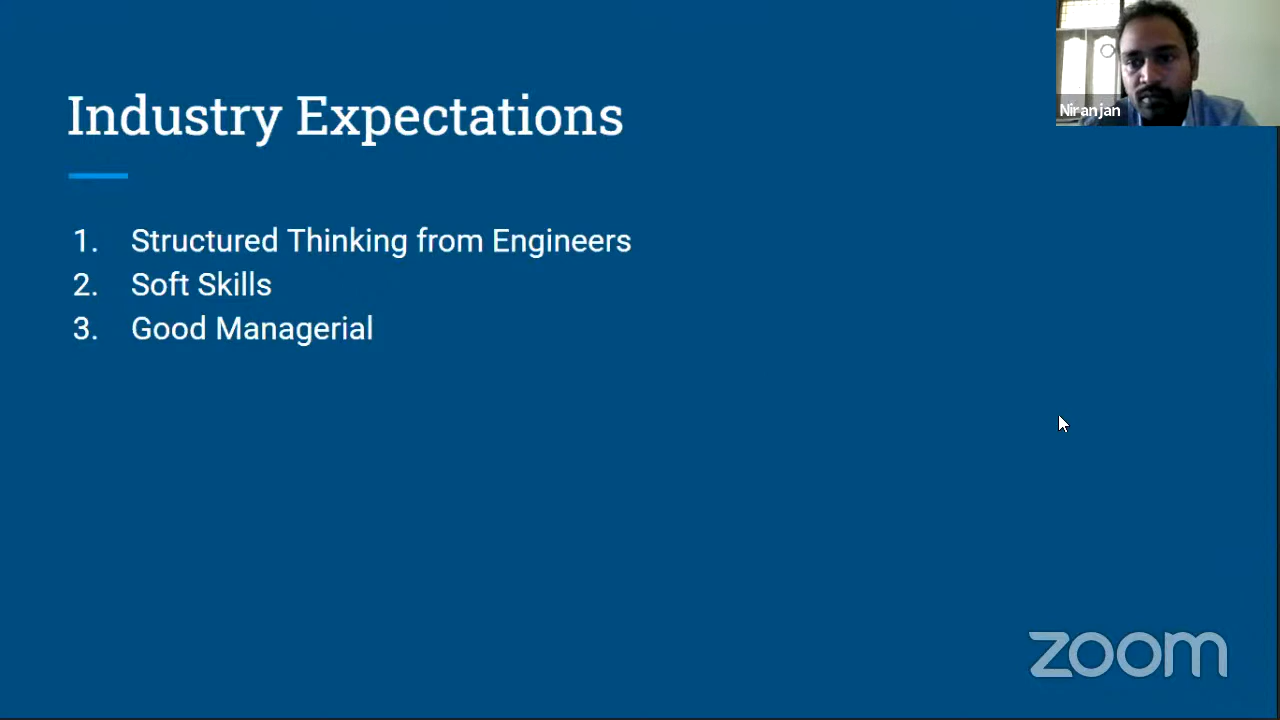 Industry Expectations
1. Structured Thinking from Engineers
2. Soft Skills
3. Good Managerial
Niranjan
zoom